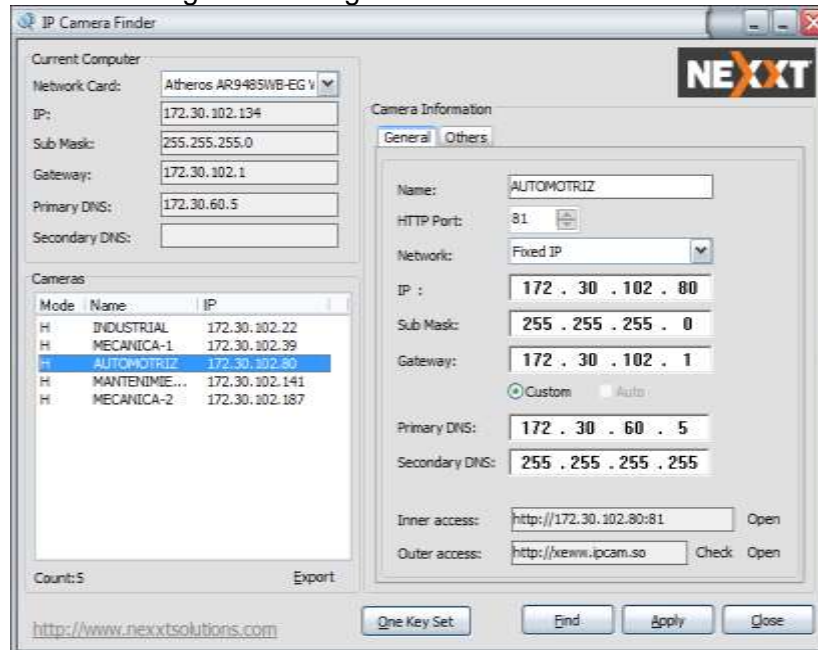 IP Camera Finder
NEXXT
Current Computer
Network Card: Atheros AR9485WB-EG V
IP: 172.30.102.134
Sub Mask: 255.255.255.0
Gateway: 172.30.102.1
Primary DNS: 172.30.60.5
Secondary DNS:
Cameras
Mode Name IP
H INDUSTRIAL 172.30.102.22
H MECANICA-1 172.30.102.39
H AUTOMOTRIZ 172.30.102.80
H MANTENIMIE... 172.30.102.141
H MECANICA-2 172.30.102.187
Count:5 Export
http://www.nexxtsolutions.com
Camera Information
General Others
Name: AUTOMOTRIZ
HTTP Port: 81
Network: Fixed IP
IP : 172 . 30 . 102 . 80
Sub Mask: 255 . 255 . 255 . 0
Gateway: 172 . 30 . 102 . 1
Custom Auto
Primary DNS: 172 . 30 . 60 . 5
Secondary DNS: 255 . 255 . 255 . 255
Inner access: http://172.30.102.80:81 Open
Outer access: http://xeww.ipcam.so Check Open
One Key Set Find Apply Close